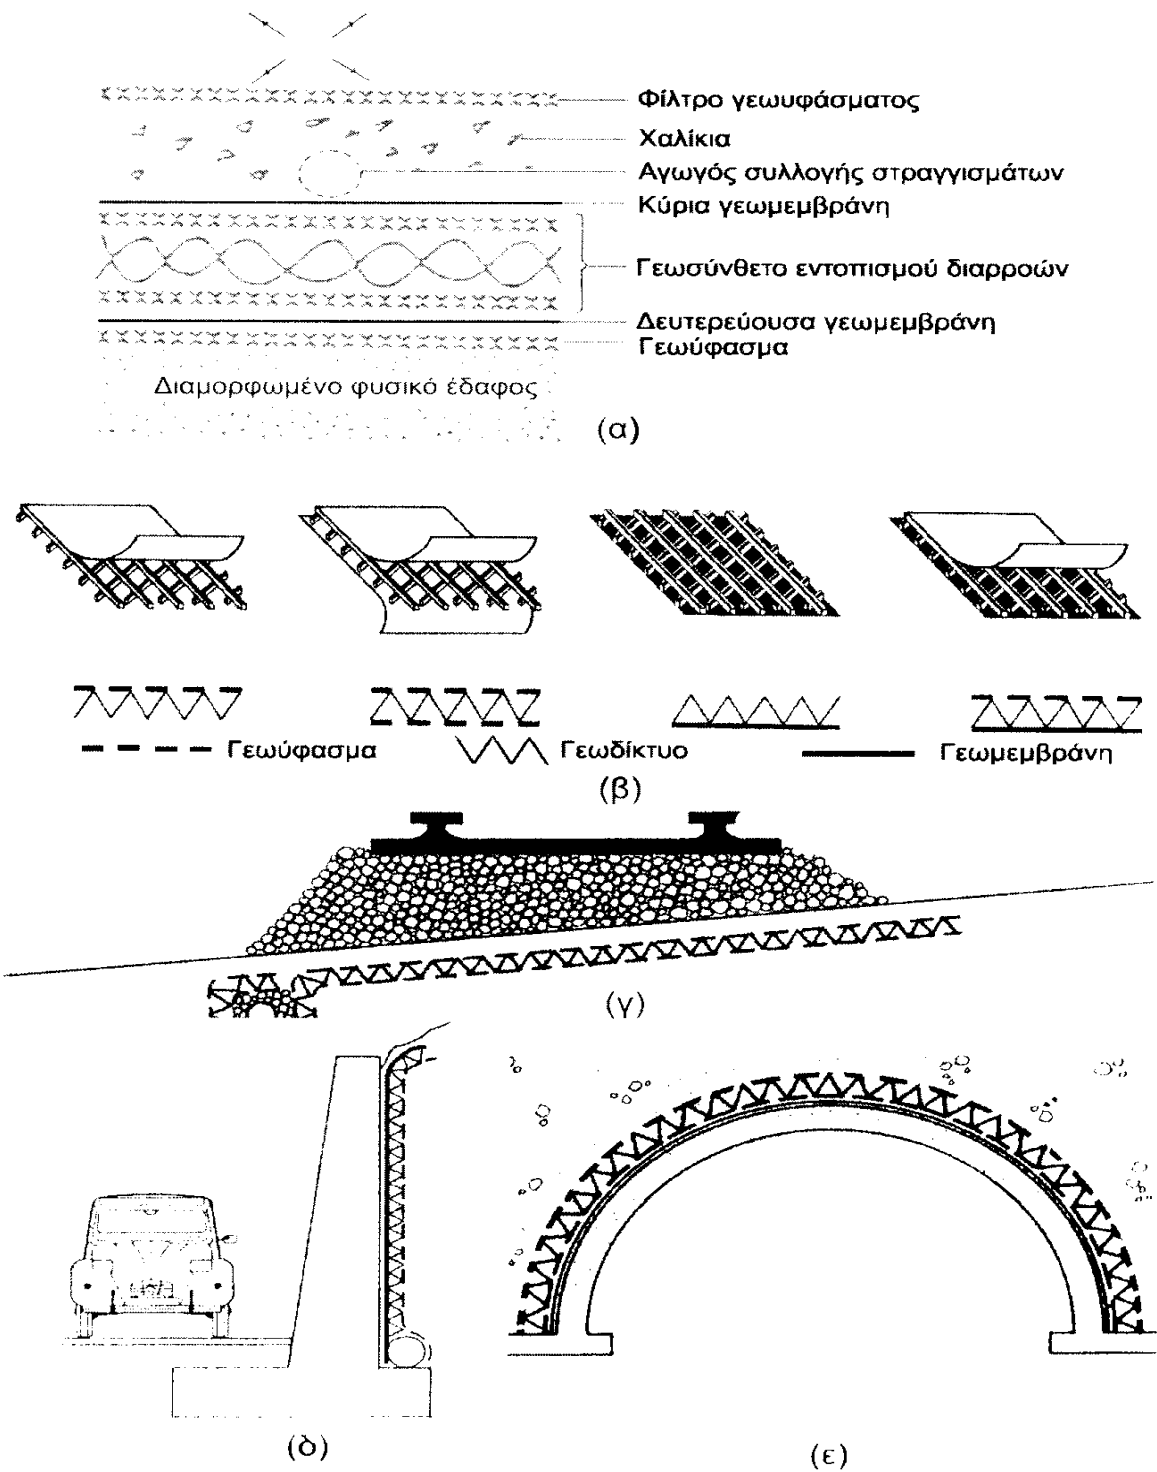 Φίλτρο γεωυφάσματος
Χαλίκια
Αγωγός συλλογής στραγγισμάτων
Κύρια γεωμεμβράνη
Γεωσύνθετο εντοπισμού διαρροών
Δευτερεύουσα γεωμεμβράνη
Γεωύφασμα
Διαμορφωμένο φυσικό έδαφος
(α)
Γεωύφασμα
Γεωδίκτυο
Γεωμεμβράνη
(β)
(γ)
(δ)
(ε)